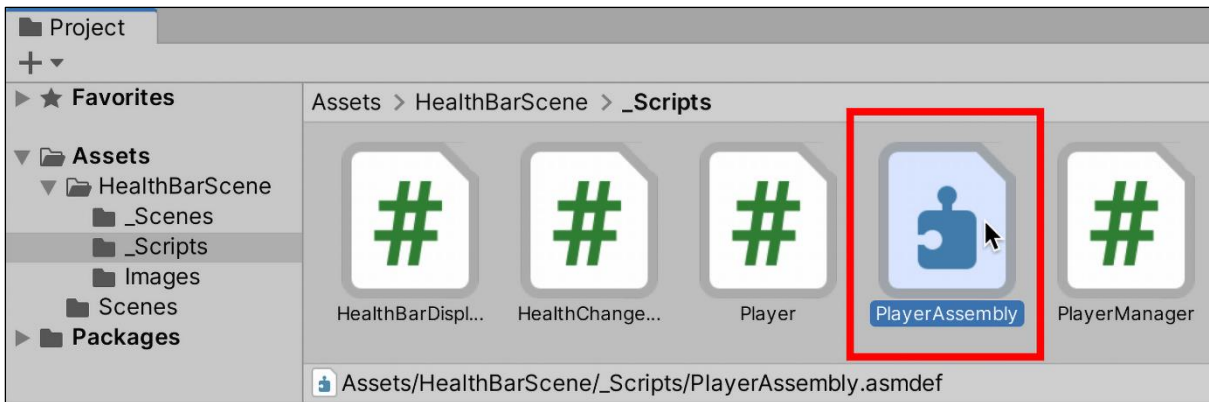 Project
Favorites
Assets
HealthBarScene
_Scenes
_Scripts
Images
Scenes
Packages
Assets > HealthBarScene > _Scripts
HealthBarDispl...
HealthChange...
Player
PlayerAssembly
PlayerManager
Assets/HealthBarScene/_Scripts/PlayerAssembly.asmdef